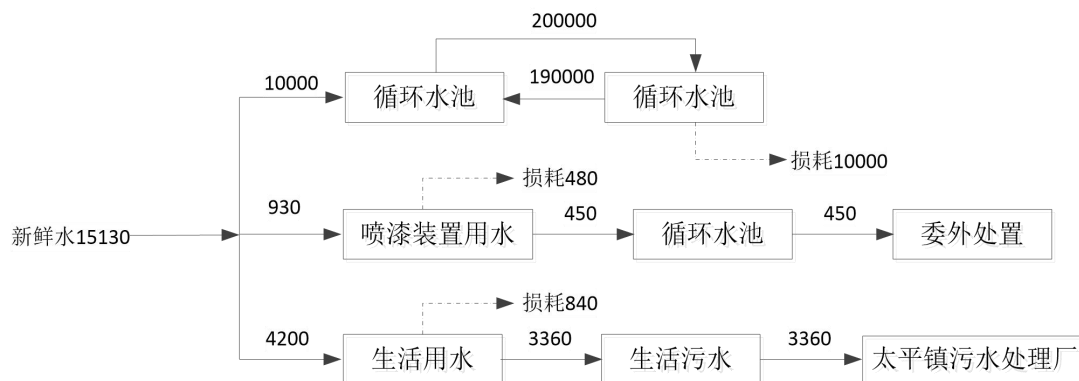 200000
10000
循环水池
190000
循环水池
损耗10000
损耗480
新鲜水15130
930
喷漆装置用水
450
循环水池
450
委外处置
损耗840
4200
生活用水
3360
生活污水
3360
太平镇污水处理厂